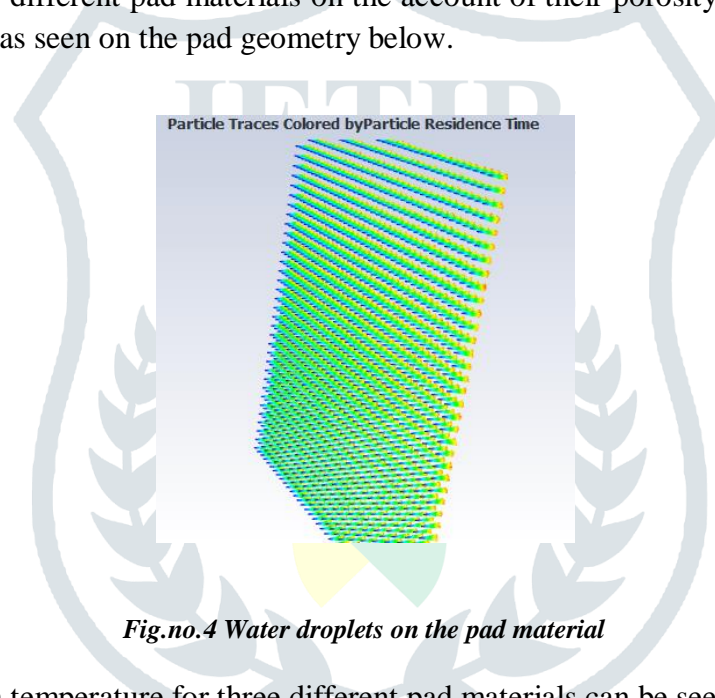 different pad materials on the account of their porosity
as seen on the pad geometry below.
JETIR
Particle Traces Colored byParticle Residence Time
Fig.no.4 Water droplets on the pad material
temperature for three different pad materials can be see